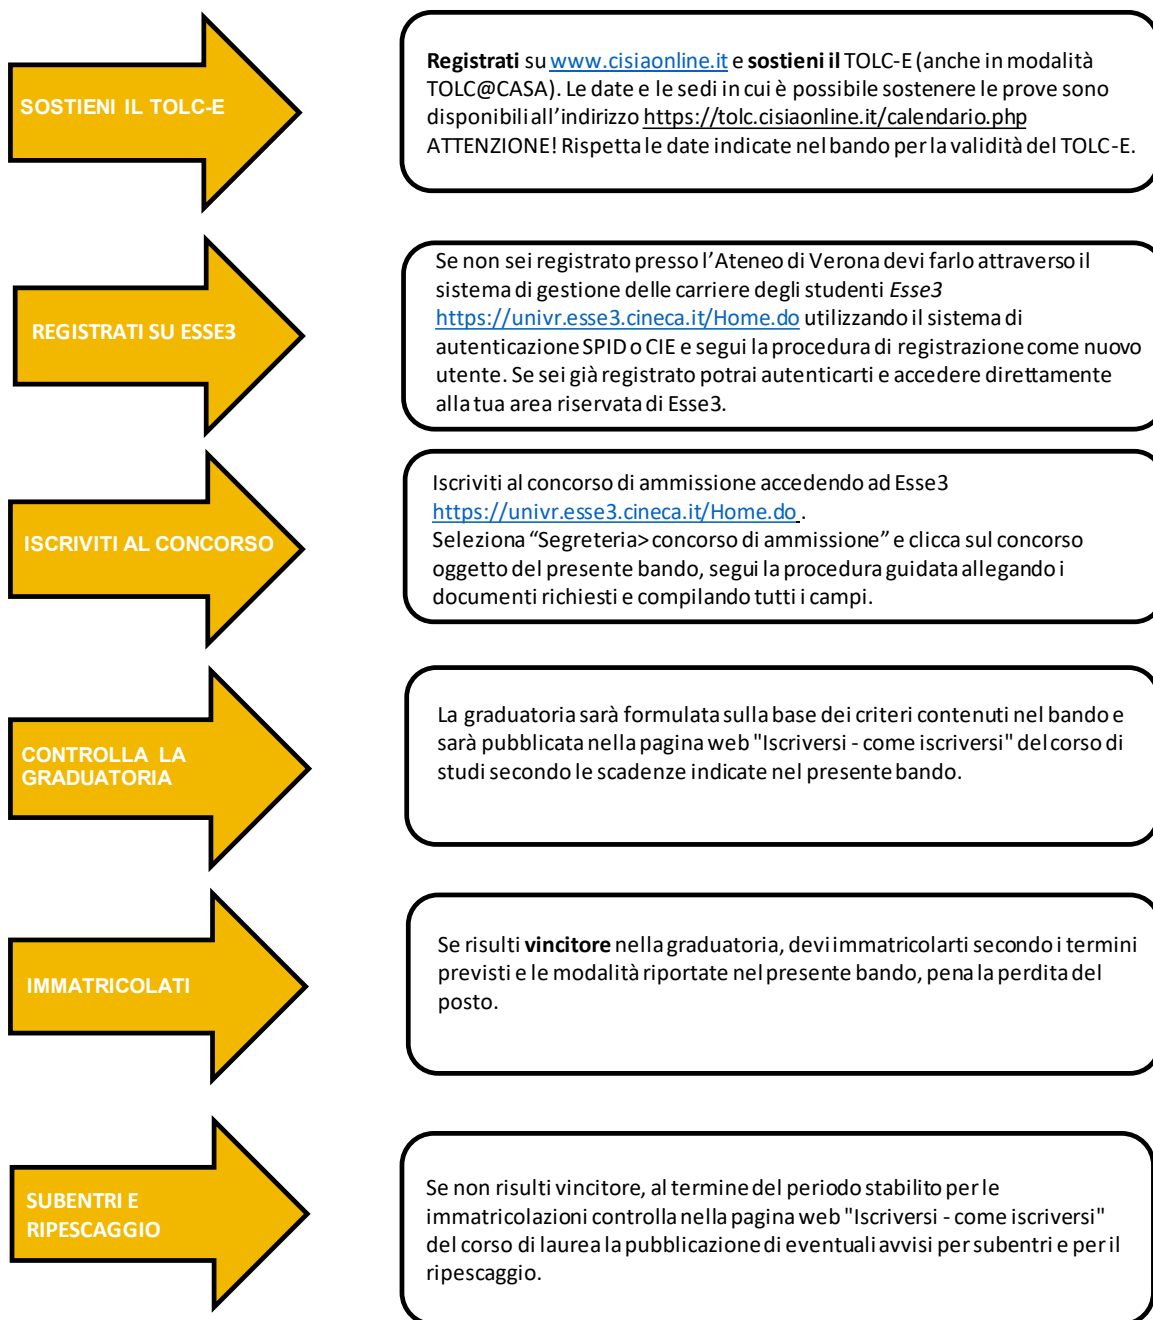 SOSTIENI IL TOLC-E
Registrati su www.cisiaonline.it e sostieni il TOLC-E (anche in modalità
TOLC@CASA). Le date e le sedi in cui è possibile sostenere le prove sono
disponibili all'indirizzo https://tolc.cisiaonline.it/calendario.php
ATTENZIONE! Rispetta le date indicate nel bando per la validità del TOLC-E.
REGISTRATI SU ESSE3
Se non sei registrato presso l'Ateneo di Verona devi farlo attraverso il
sistema di gestione delle carriere degli studenti Esse3
https://univr.esse3.cineca.it/Home.do utilizzando il sistema di
autenticazione SPID o CIE e segui la procedura di registrazione come nuovo
utente. Se sei già registrato potrai autenticarti e accedere direttamente
alla tua area riservata di Esse3.
ISCRIVITI AL CONCORSO
Iscriviti al concorso di ammissione accedendo ad Esse3
https://univr.esse3.cineca.it/Home.do .
Seleziona “Segreteria> concorso di ammissione” e clicca sul concorso
oggetto del presente bando, segui la procedura guidata allegando i
documenti richiesti e compilando tutti i campi.
CONTROLLA LA
GRADUATORIA
La graduatoria sarà formulata sulla base dei criteri contenuti nel bando e
sarà pubblicata nella pagina web "Iscriversi - come iscriversi" del corso di
studi secondo le scadenze indicate nel presente bando.
IMMATRICOLATI
Se risulti vincitore nella graduatoria, devi immatricolarti secondo i termini
previsti e le modalità riportate nel presente bando, pena la perdita del
posto.
SUBENTRI E
RIPESCAGGIO
Se non risulti vincitore, al termine del periodo stabilito per le
immatricolazioni controlla nella pagina web "Iscriversi - come iscriversi"
del corso di laurea la pubblicazione di eventuali avvisi per subentri e per il
ripescaggio.